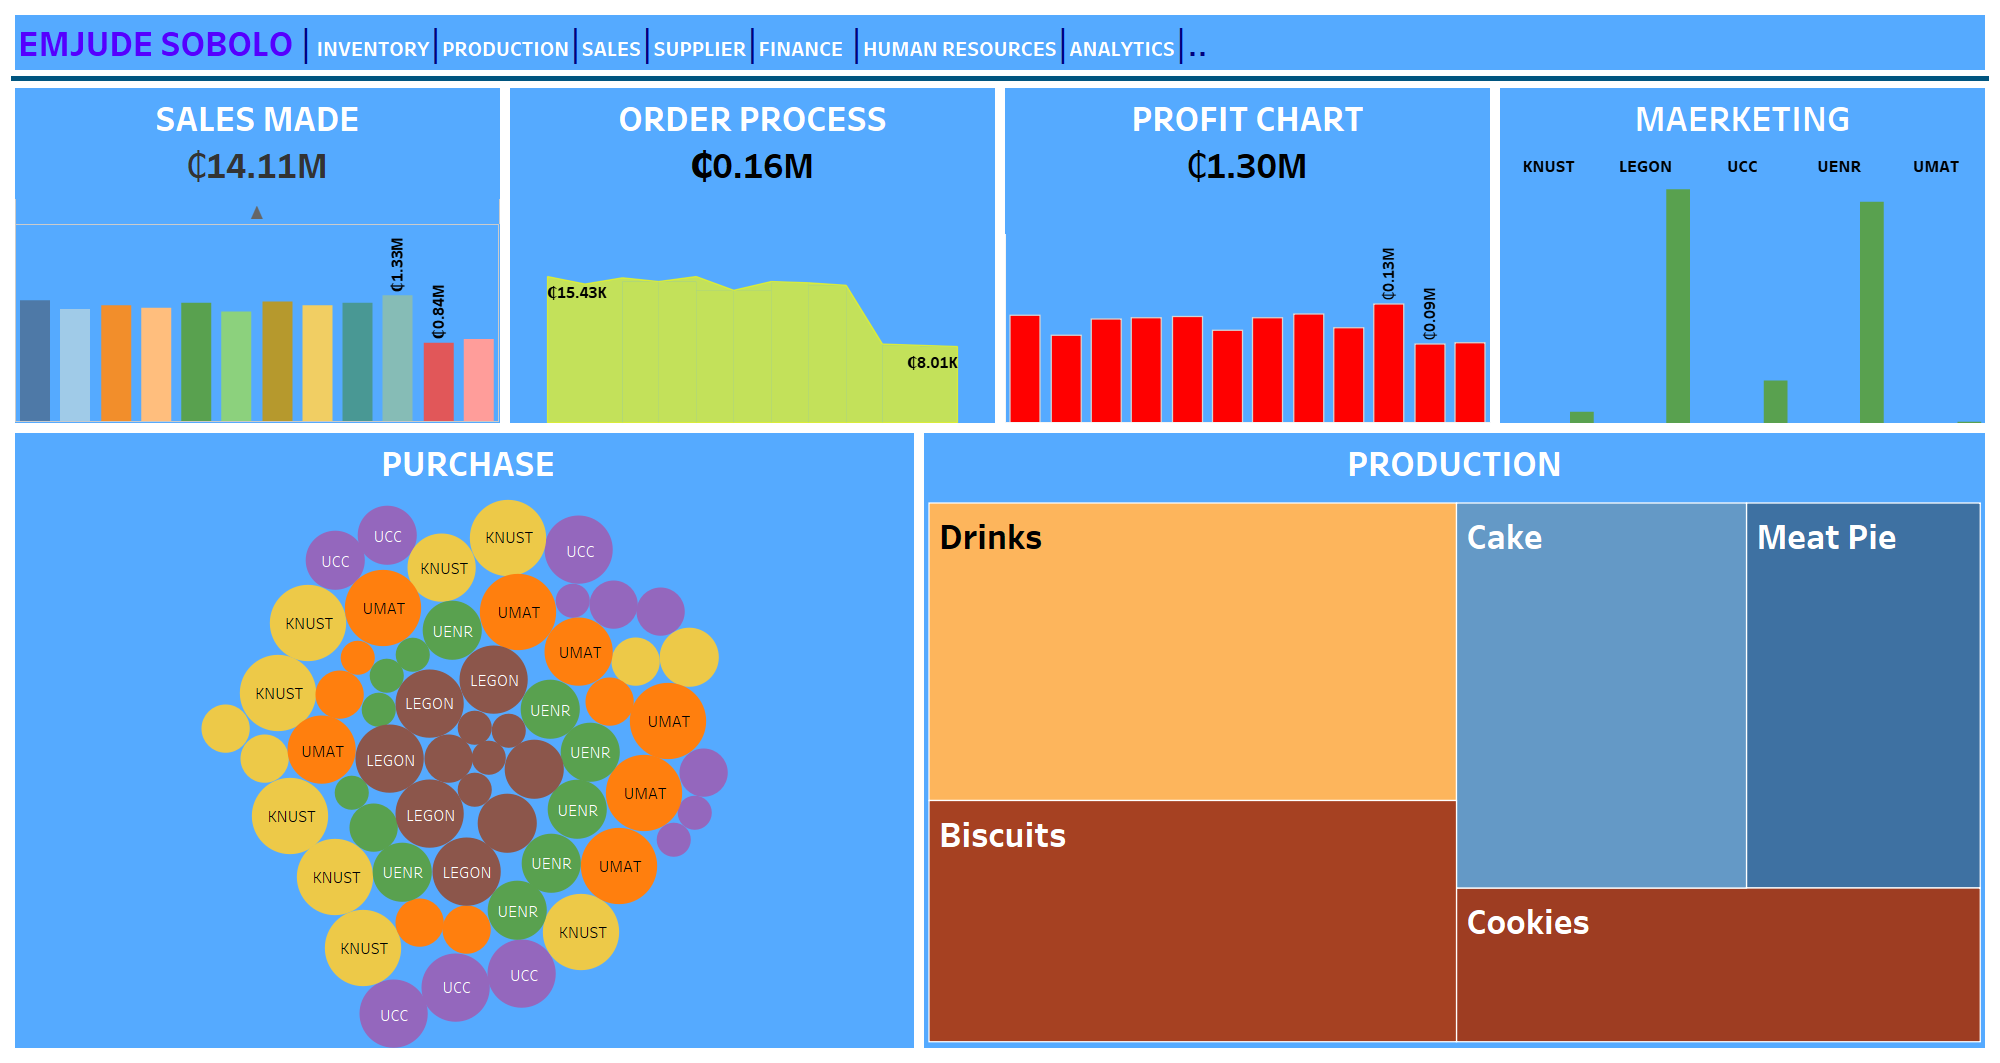 EMJUDE SOBOLO | INVENTORY | PRODUCTION | SALES | SUPPLIER | FINANCE | HUMAN RESOURCES | ANALYTICS | ..
SALES MADE
₵14.11M
₵1.33M
₵0.84M
ORDER PROCESS
₵0.16M
₵15.43K
₵8.01K
PROFIT CHART
₵1.30M
₵0.13M
₵0.09M
MAERKETING
KNUST LEGON UCC UENR UMAT
PURCHASE
UCC
KNUST
UCC
UCC
KNUST
UMAT
UMAT
KNUST
UENR
UMAT
LEGON
KNUST
LEGON
UENR
UMAT
UMAT
UENR
LEGON
UMAT
UENR
LEGON
KNUST
UENR
UMAT
UENR
LEGON
KNUST
UENR
KNUST
KNUST
UCC
UCC
UCC
PRODUCTION
Drinks
Cake
Meat Pie
Biscuits
Cookies